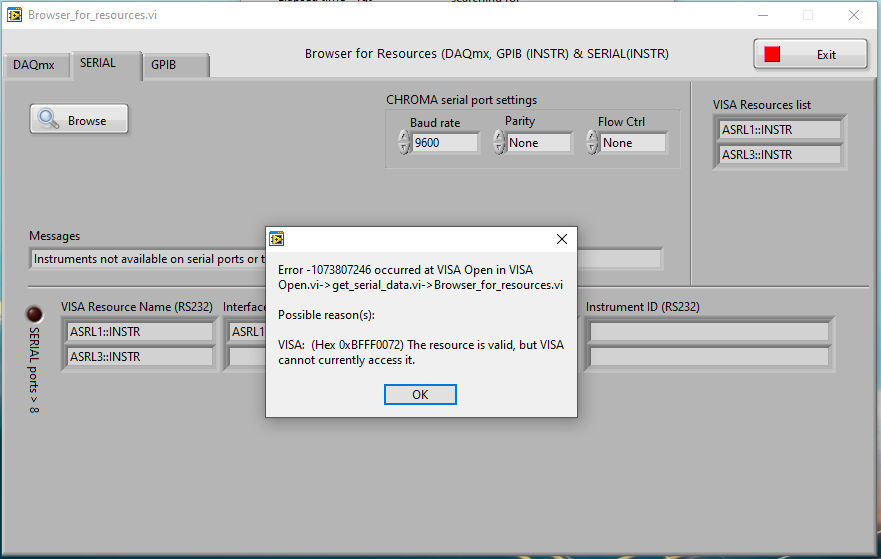 Browser_for_resources.vi
DAQmx
SERIAL
GPIB
Browser for Resources (DAQmx, GPIB (INSTR) & SERIAL(INSTR)
Exit
Browse
CHROMA serial port settings
Baud rate
Parity
Flow Ctrl
9600
None
None
VISA Resources list
ASRL1::INSTR
ASRL3::INSTR
Messages
Instruments not available on serial ports or
Error -1073807246 occurred at VISA Open in VISA
Open.vi->get_serial_data.vi->Browser_for_resources.vi
Possible reason(s):
VISA: (Hex 0xBFFF0072) The resource is valid, but VISA
cannot currently access it.
OK
SERIAL ports > 8
VISA Resource Name (RS232)
Interface
Instrument ID (RS232)
ASRL1::INSTR
ASRL1
ASRL3::INSTR